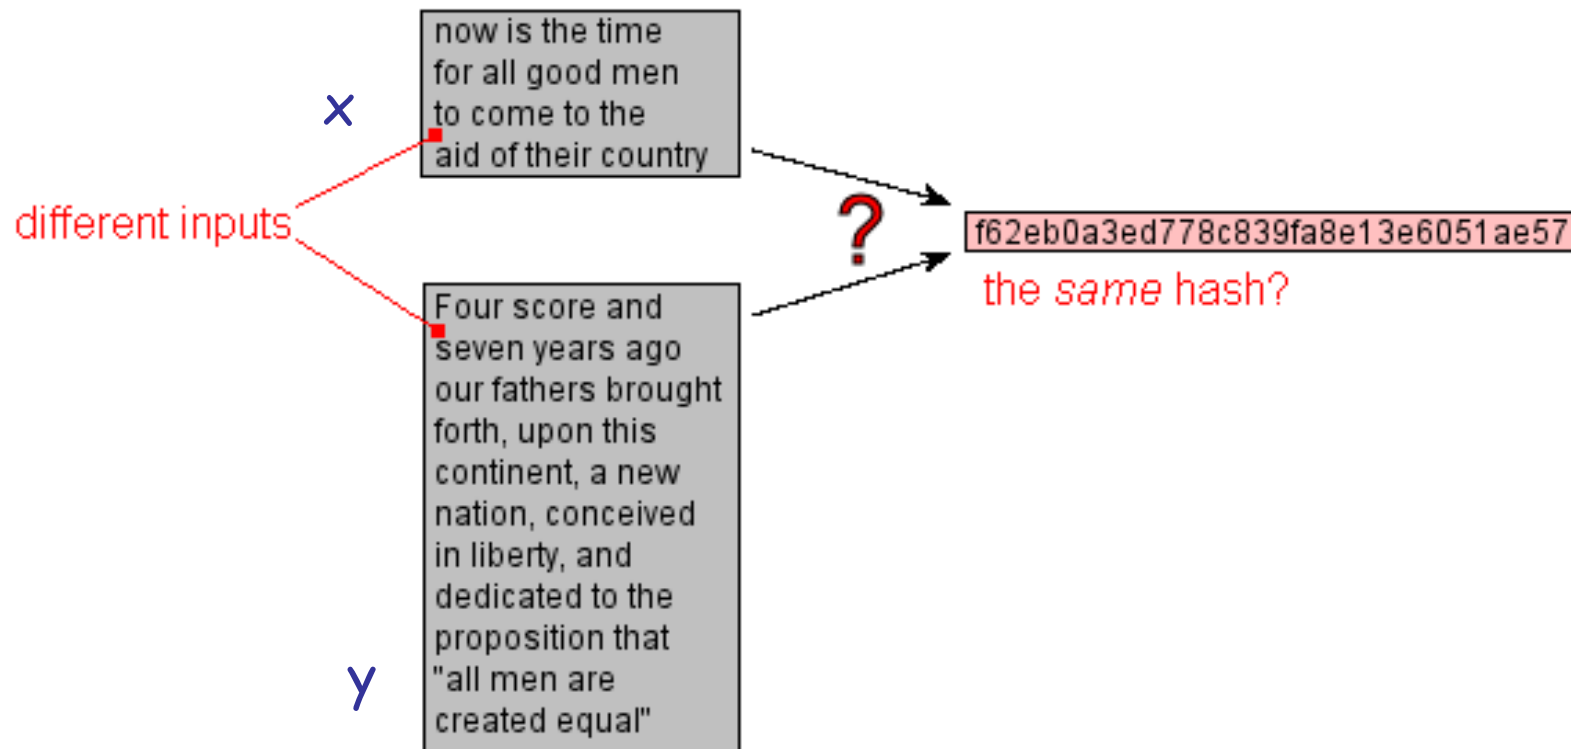 now is the time
for all good men
to come to the
aid of their country
x
different inputs
?
f62eb0a3ed778c839fa8e13e6051ae57
the same hash?
Four score and
seven years ago
our fathers brought
forth, upon this
continent, a new
nation, conceived
in liberty, and
dedicated to the
proposition that
"all men are
created equal"
y